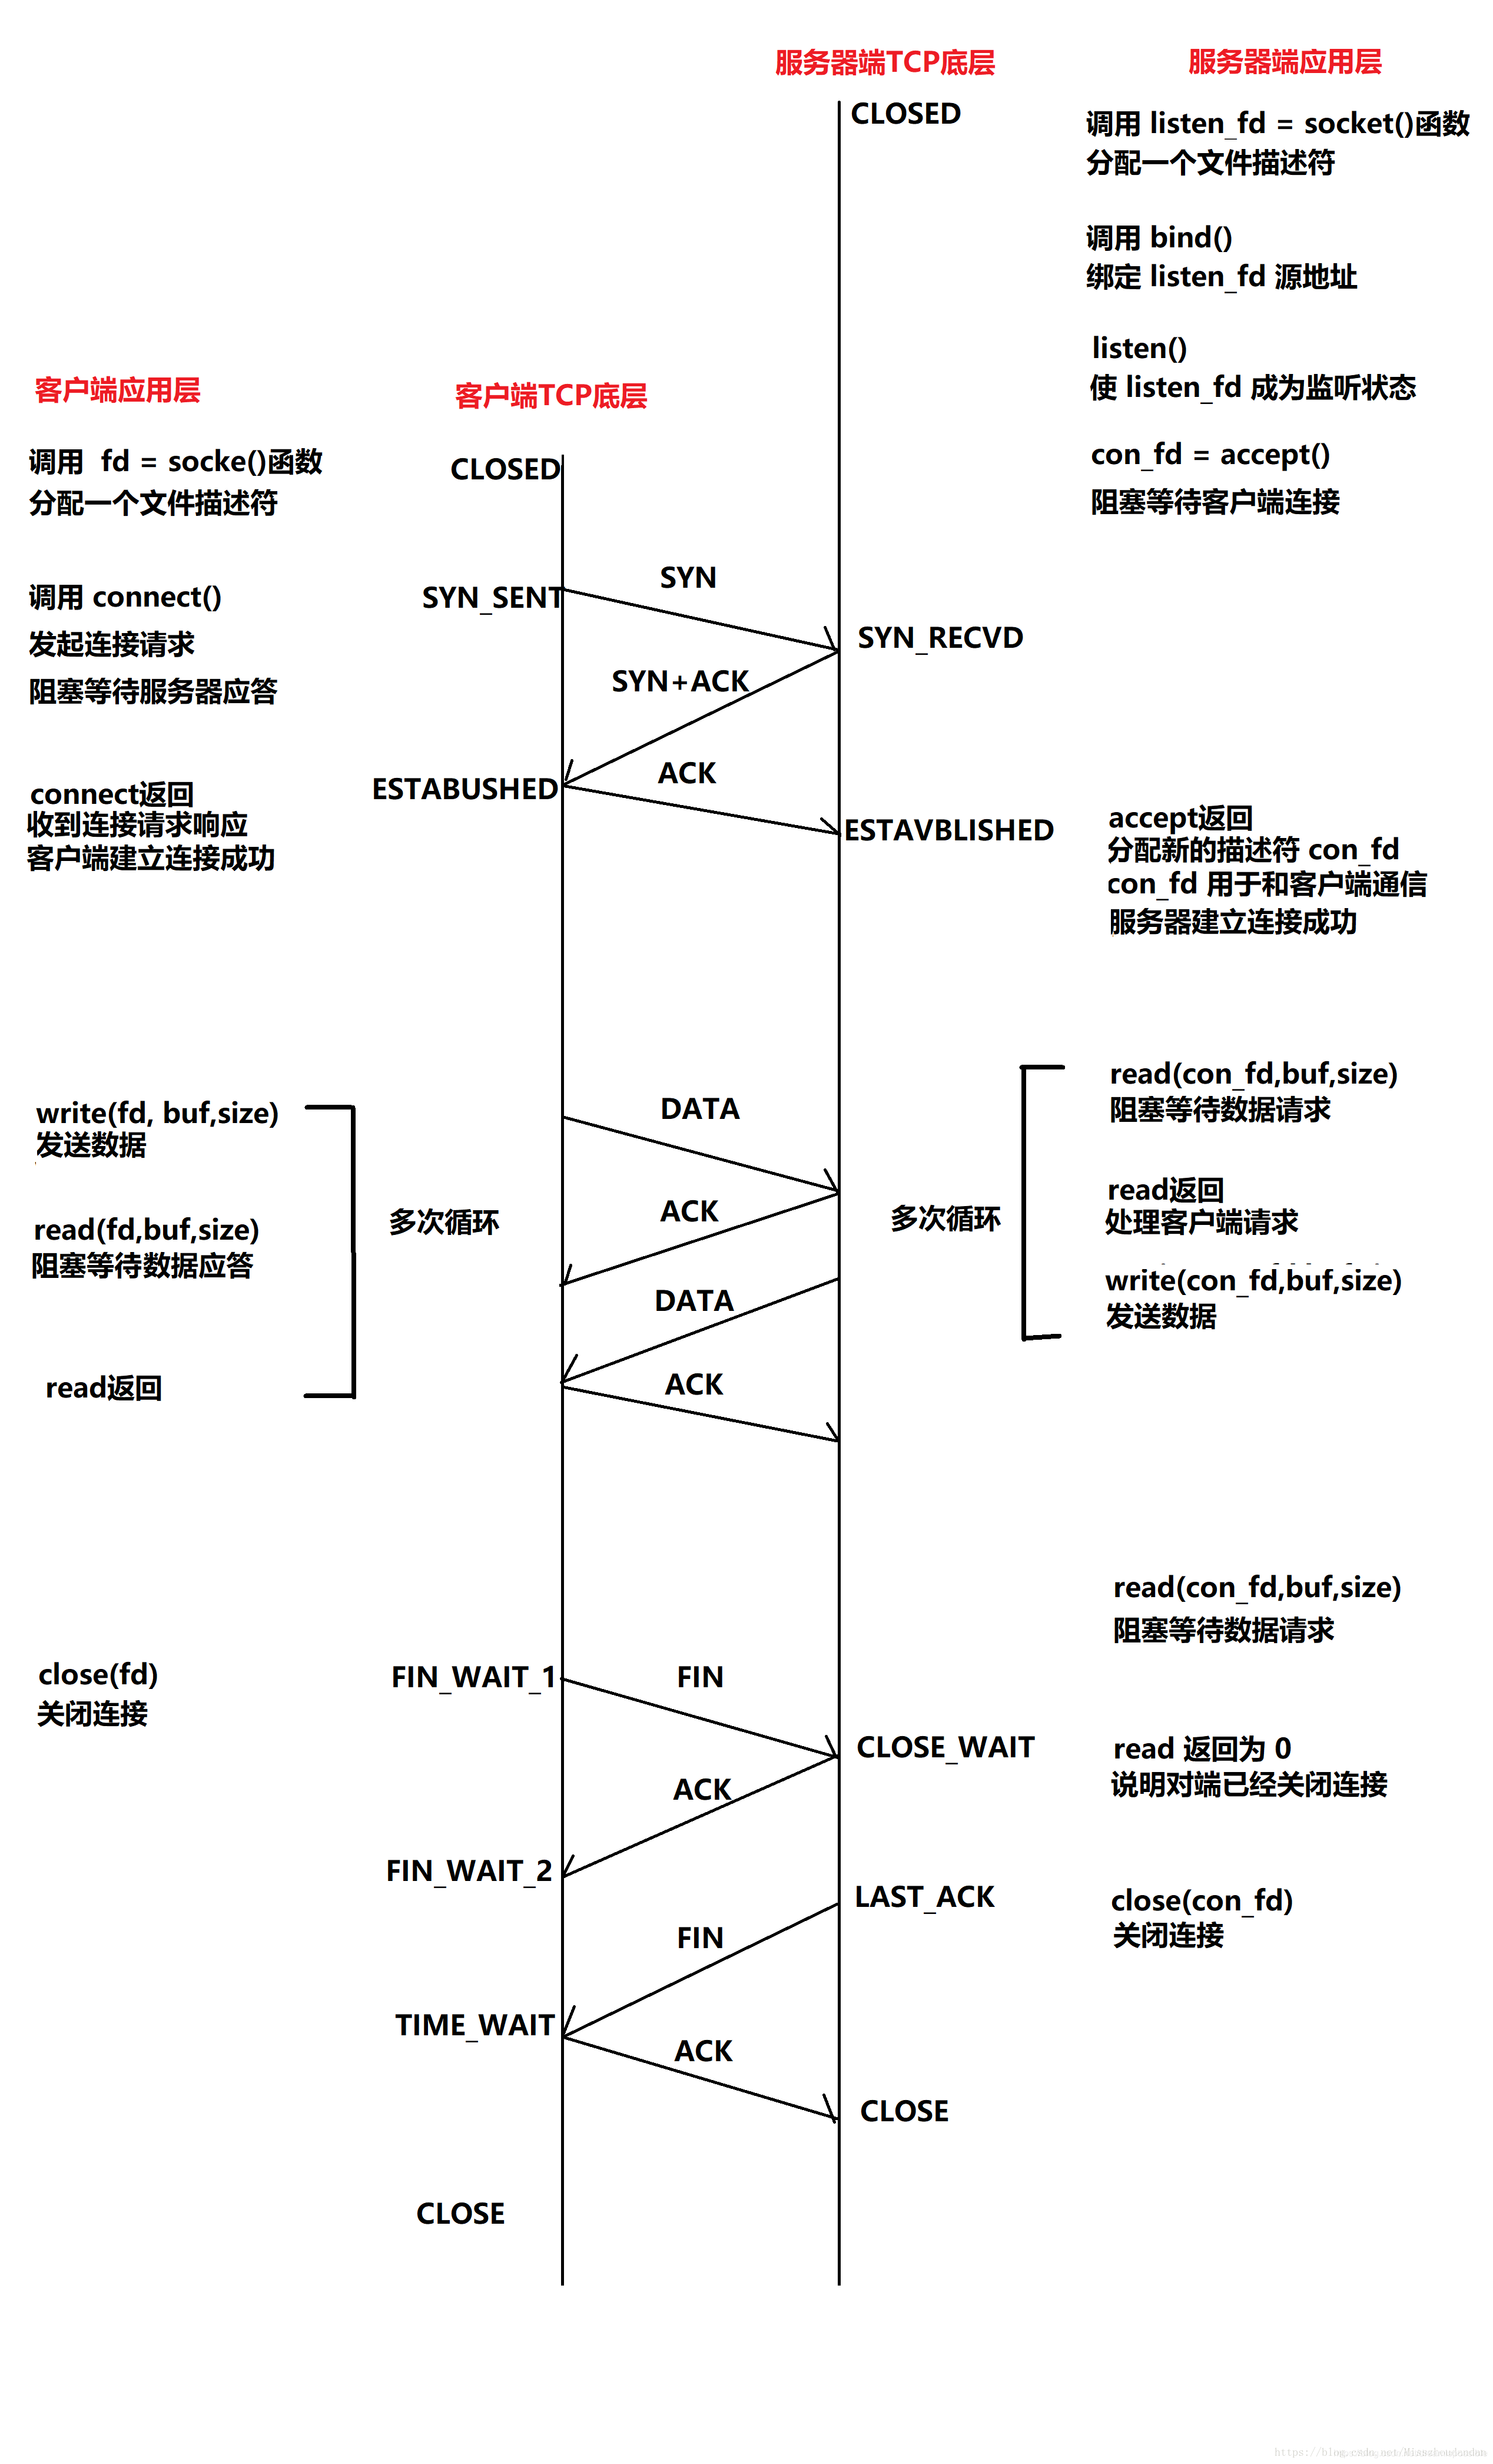 服务器端TCP底层
服务器端应用层
CLOSED
调用 listen_fd = socket()函数
分配一个文件描述符
调用 bind()
绑定 listen_fd 源地址
listen()
使 listen_fd 成为监听状态
客户端应用层
客户端TCP底层
调用 fd = socke()函数
分配一个文件描述符
CLOSED
con_fd = accept()
阻塞等待客户端连接
调用 connect()
发起连接请求
阻塞等待服务器应答
SYN_SENT
SYN
SYN_RECVD
SYN+ACK
connect返回
收到连接请求响应
客户端建立连接成功
ESTABUSHED
ACK
ESTAVBLISHED
accept返回
分配新的描述符 con_fd
con_fd 用于和客户端通信
服务器建立连接成功
write(fd, buf,size)
发送数据
read(fd,buf,size)
阻塞等待数据应答
read返回
多次循环
DATA
ACK
DATA
ACK
多次循环
read(con_fd,buf,size)
阻塞等待数据请求
read返回
处理客户端请求
write(con_fd,buf,size)
发送数据
read(con_fd,buf,size)
阻塞等待数据请求
close(fd)
关闭连接
FIN_WAIT_1
FIN
CLOSE_WAIT
read 返回为 0
说明对端已经关闭连接
ACK
FIN_WAIT_2
LAST_ACK
close(con_fd)
关闭连接
FIN
TIME_WAIT
ACK
CLOSE
CLOSE